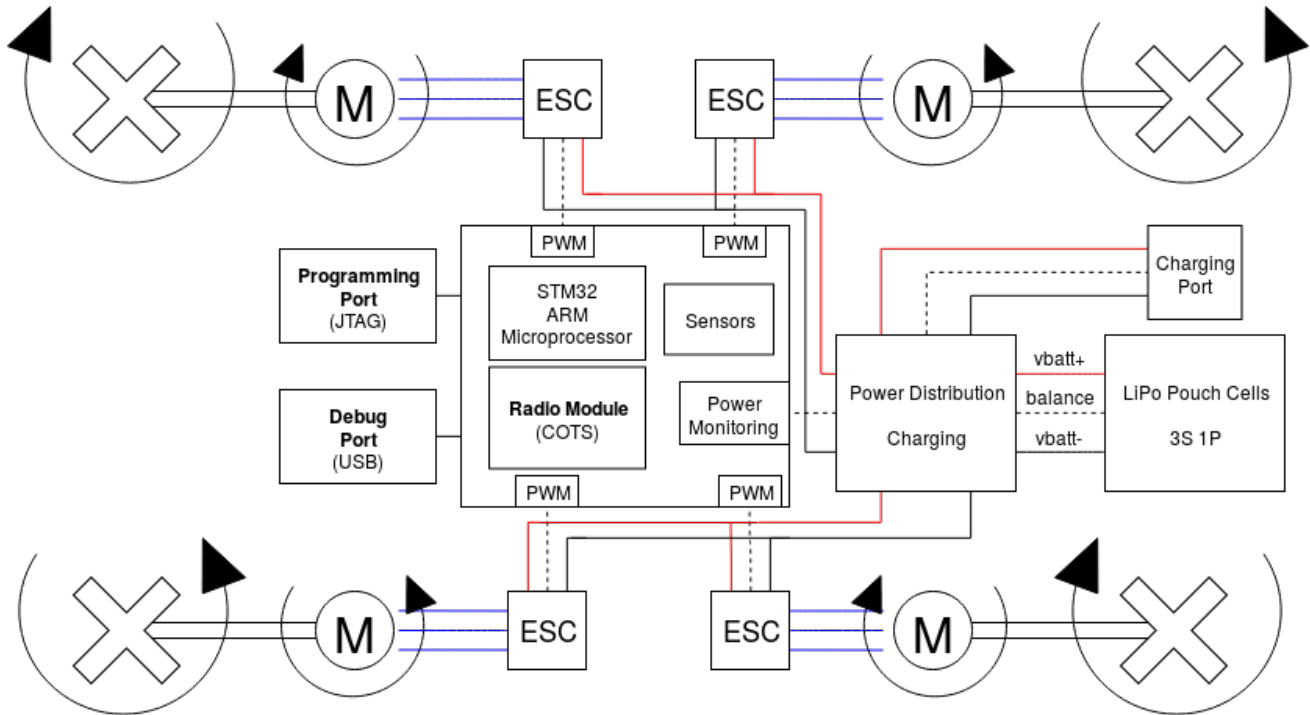 M
ESC
ESC
M
PWM
PWM
Programming
Port
(JTAG)
STM32
ARM
Microprocessor
Sensors
Charging
Port
Debug
Port
(USB)
Radio Module
(COTS)
Power
Monitoring
Power Distribution
Charging
vbatt+
balance
vbatt-
LiPo Pouch Cells
3S 1P
PWM
PWM
M
ESC
ESC
M